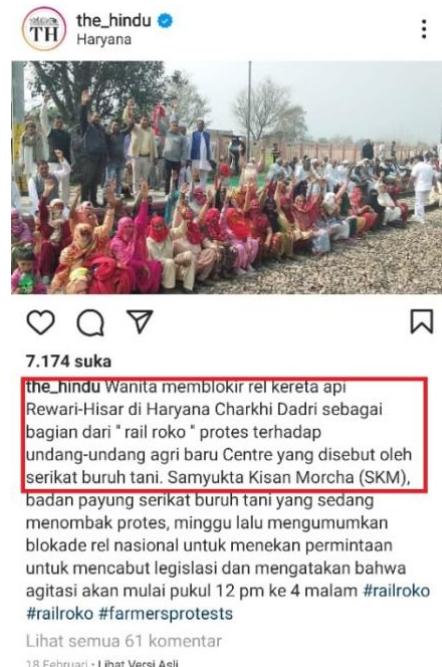 the_hindu
TH
Haryana
7.174 suka
the_hindu Wanita memblokir rel kereta api
Rewari-Hisar di Haryana Charkhi Dadri sebagai
bagian dari " rail roko " protes terhadap
undang-undang agri baru Centre yang disebut oleh
serikat buruh tani. Samyukta Kisan Morcha (SKM),
badan payung serikat buruh tani yang sedang
menombak protes, minggu lalu mengumumkan
blokade rel nasional untuk menekan permintaan
untuk mencabut legislasi dan mengatakan bahwa
agitasi akan mulai pukul 12 pm ke 4 malam #railroko
#railroko #farmersprotests
Lihat semua 61 komentar
18 Februari • Lihat Versi Asli